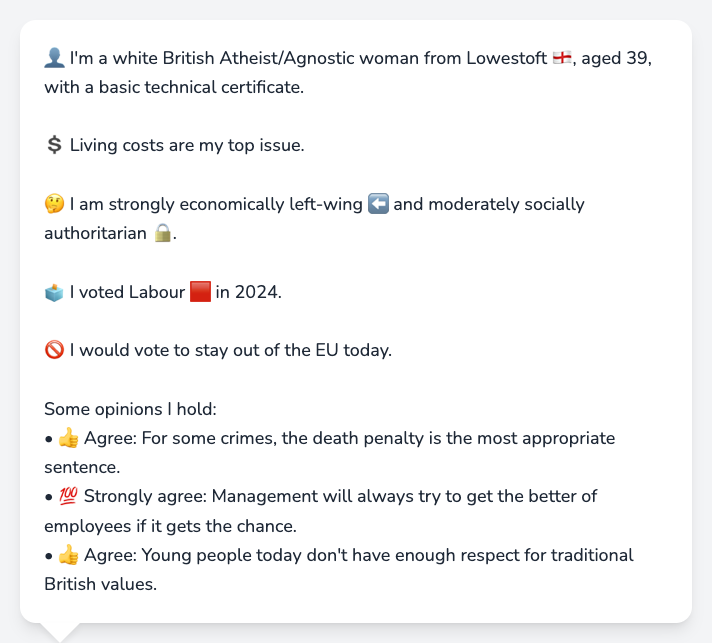 👤 I'm a white British Atheist/Agnostic woman from Lowestoft 🏴󠁧󠁢󠁥󠁮󠁧󠁿, aged 39,
with a basic technical certificate.
💲 Living costs are my top issue.
🤔 I am strongly economically left-wing ⬅️ and moderately socially
authoritarian 🔒.
🗳️ I voted Labour 🟥 in 2024.
🚫 I would vote to stay out of the EU today.
Some opinions I hold:
• 👍 Agree: For some crimes, the death penalty is the most appropriate
sentence.
• 💯 Strongly agree: Management will always try to get the better of
employees if it gets the chance.
• 👍 Agree: Young people today don't have enough respect for traditional
British values.